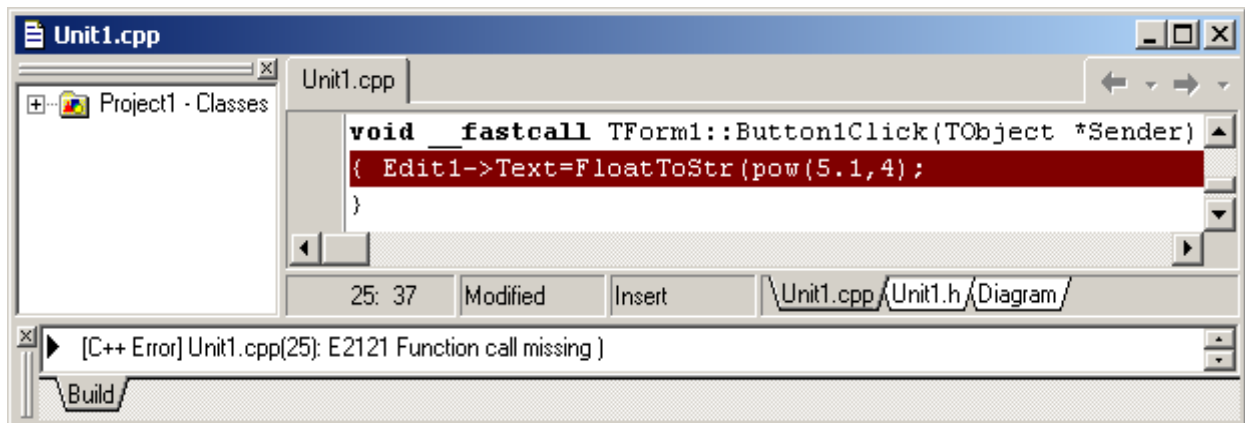 Unit1.cpp
Project1 - Classes
Unit1.cpp
void __fastcall TForm1::Button1Click(TObject *Sender)
{ Edit1->Text=FloatToStr(pow(5.1,4);
}
25: 37 Modified Insert Unit1.cpp Unit1.h Diagram
[C++ Error] Unit1.cpp(25): E2121 Function call missing )
Build